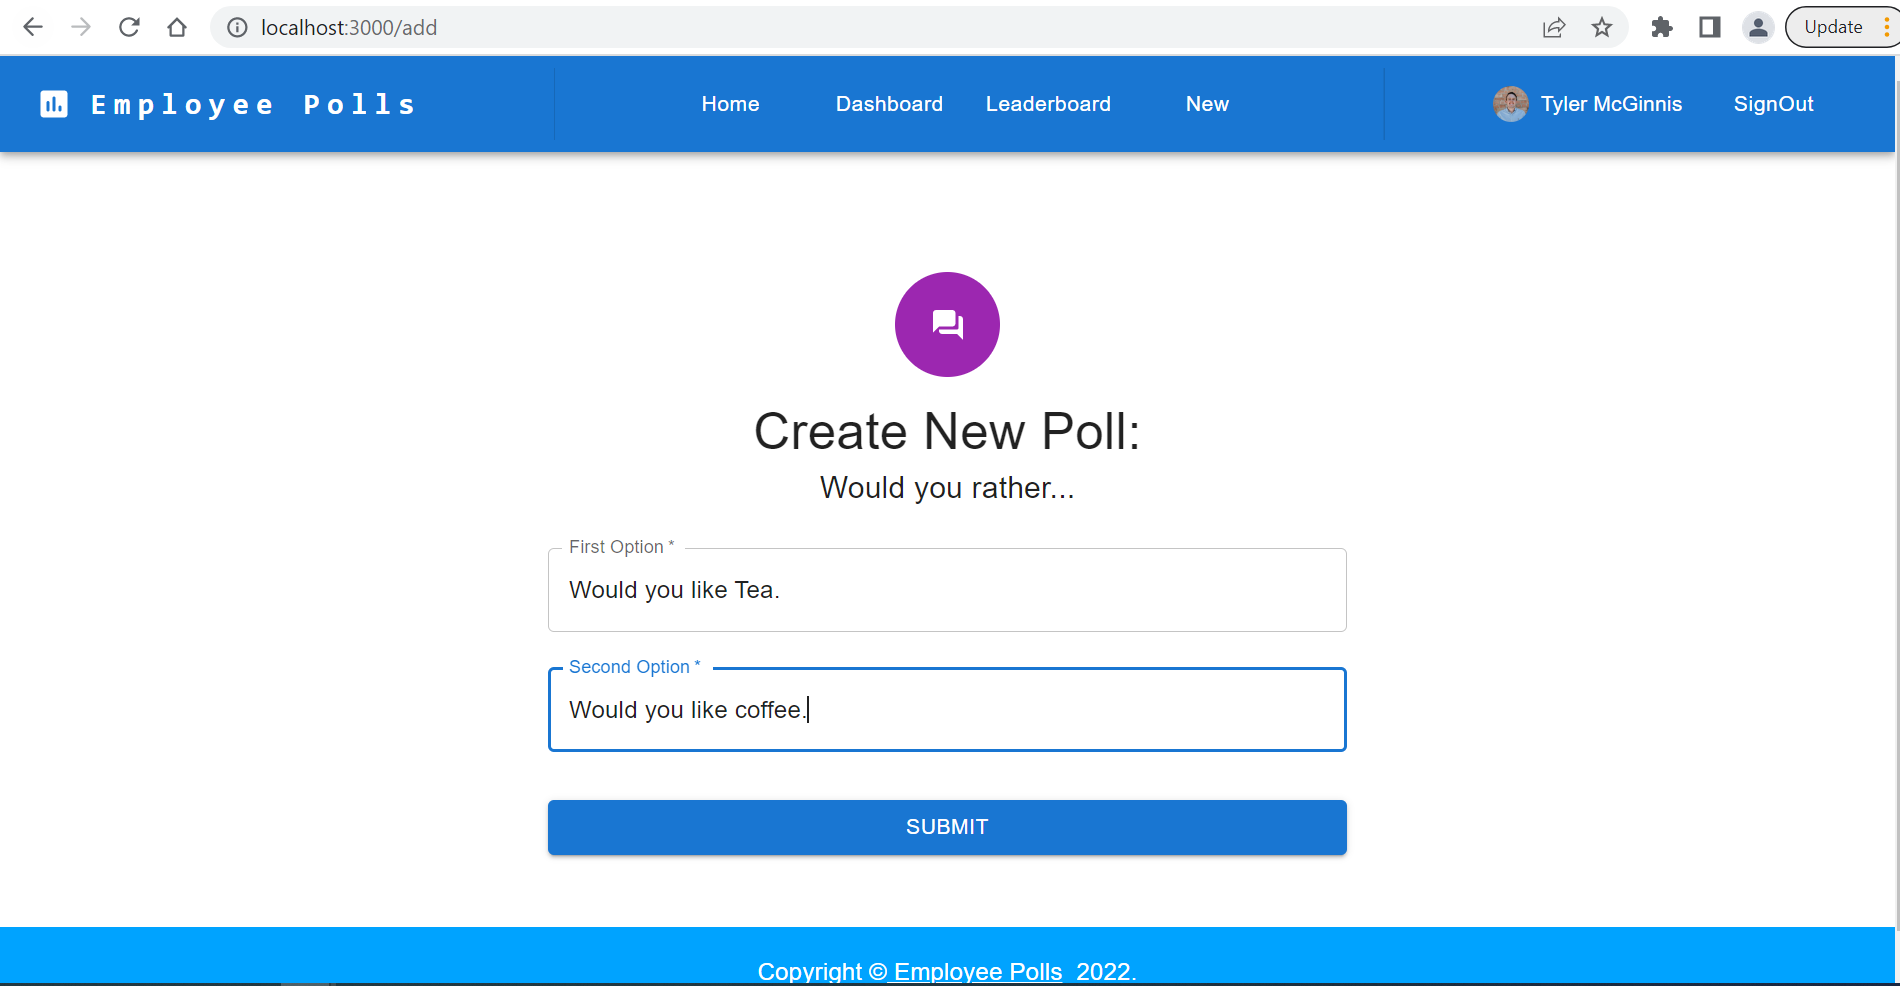 localhost:3000/add
Update
Employee Polls
Home Dashboard Leaderboard New
Tyler McGinnis SignOut
Create New Poll:
Would you rather...
First Option *
Would you like Tea.
Second Option *
Would you like coffee.
SUBMIT
Copyright © Employee Polls 2022.